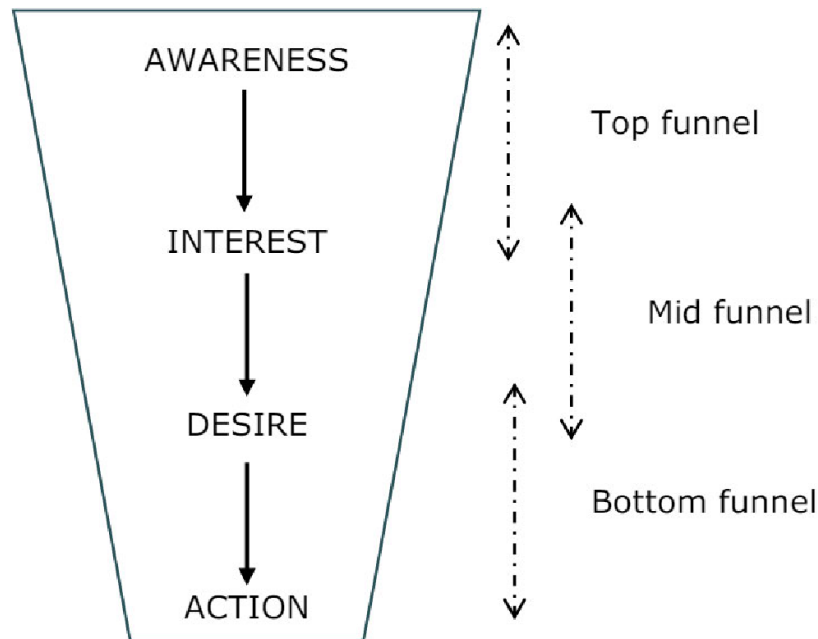 AWARENESS
Top funnel
INTEREST
Mid funnel
DESIRE
Bottom funnel
ACTION